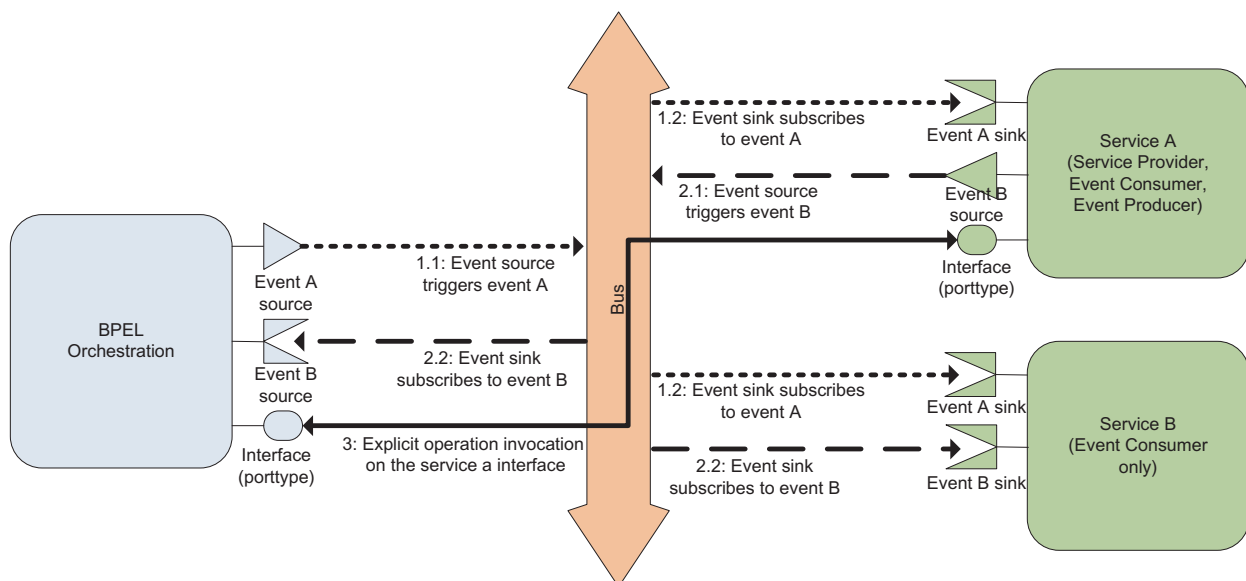 BPEL
Orchestration
Event A
source
Event B
source
Interface
(porttype)
1.1: Event source
triggers event A
2.2: Event sink
subscribes to event B
3: Explicit operation invocation
on the service a interface
Bus
1.2: Event sink subscribes
to event A
2.1: Event source
triggers event B
Event A sink
Event B
source
Interface
(porttype)
Service A
(Service Provider,
Event Consumer,
Event Producer)
1.2: Event sink subscribes
to event A
2.2: Event sink
subscribes to event B
Event A sink
Event B sink
Service B
(Event Consumer
only)